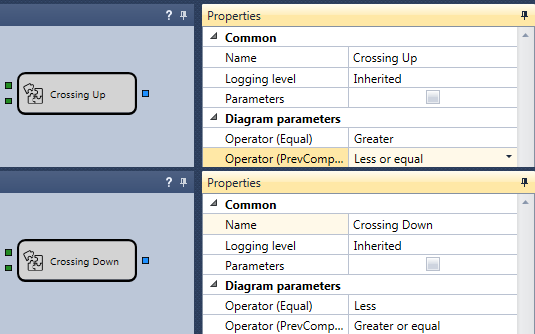 ? Properties
Common
Name Crossing Up
Logging level Inherited
Parameters
Diagram parameters
Operator (Equal) Greater
Operator (PrevComp... Less or equal
Crossing Up
? Properties
Common
Name Crossing Down
Logging level Inherited
Parameters
Diagram parameters
Operator (Equal) Less
Operator (PrevComp... Greater or equal
Crossing Down